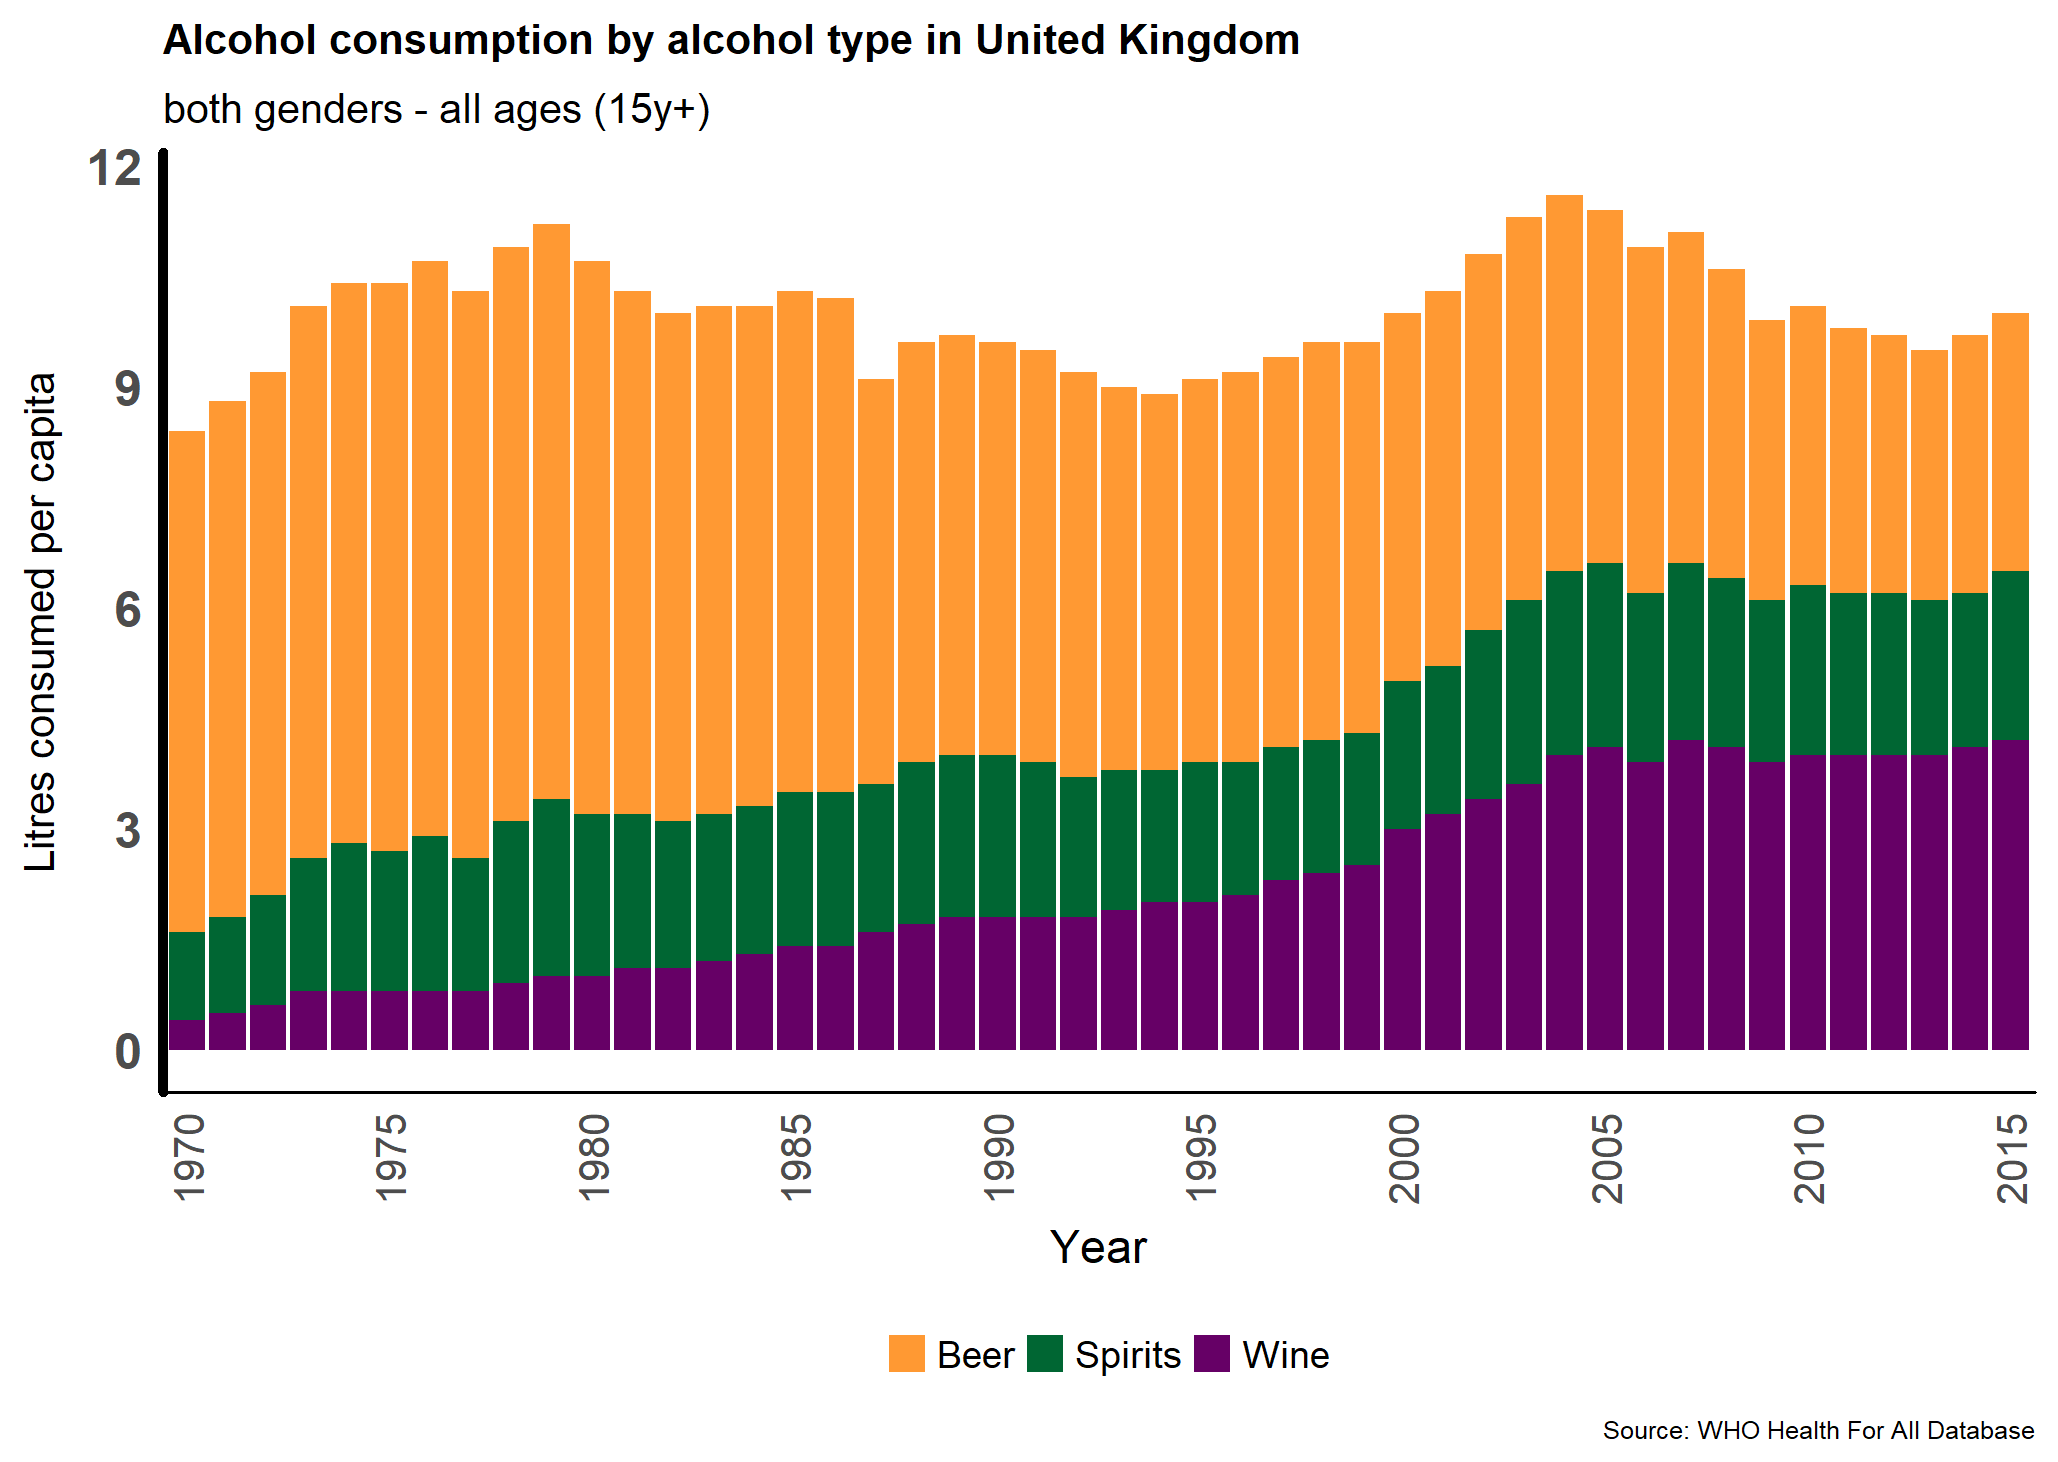 Alcohol consumption by alcohol type in United Kingdom
both genders - all ages (15y+)
Litres consumed per capita
12
9
6
3
0
1970 1975 1980 1985 1990 1995 2000 2005 2010 2015
Year
Beer Spirits Wine
Source: WHO Health For All Database